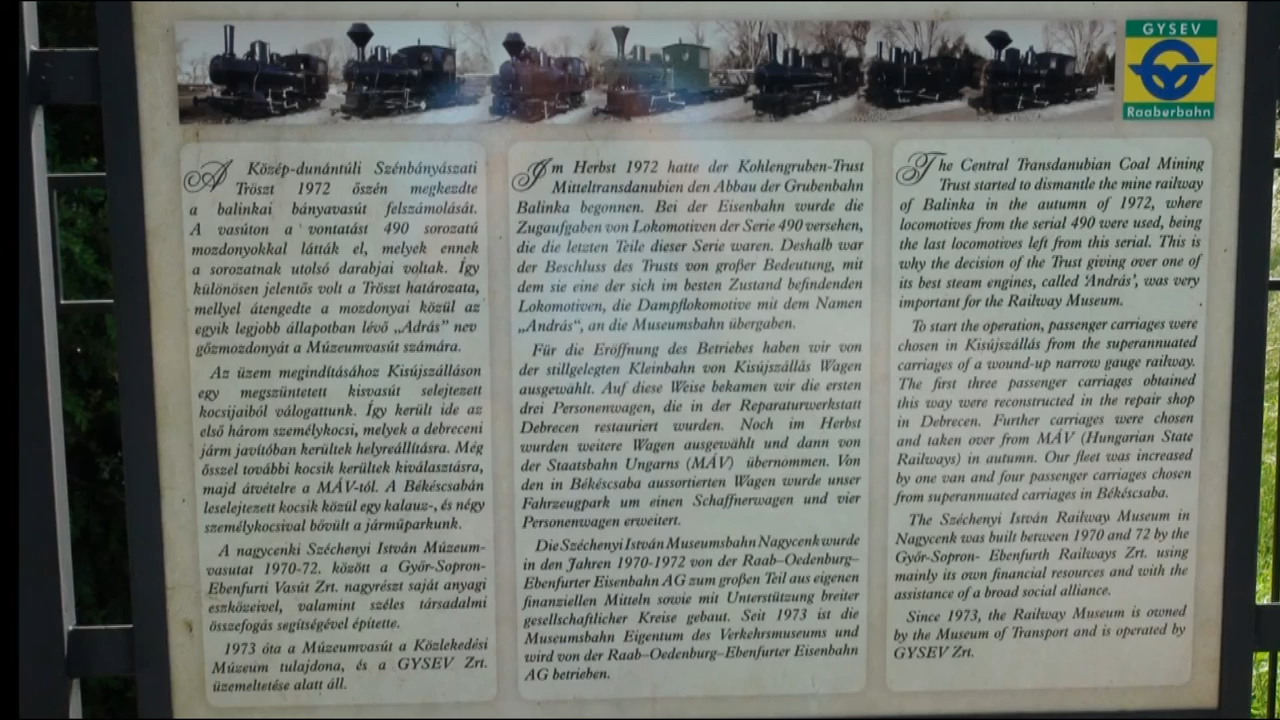 GYSEV
Raaberbahn
A Közép-dunántúli Szénbányászati
Tröszt 1972 őszén megkezdte
a balinkai bányavasút felszámolását.
A vasúton a vontatást 490 sorozatú
mozdonyokkal látták el, melyek ennek
a sorozatnak utolsó darabjai voltak. Így
különösen jelentős volt a Tröszt határozata,
mellyel átengedte a mozdonyai közül az
egyik legjobb állapotban lévő „Adrás” nev
gőzmozdonyát a Múzeumvasút számára.
Az üzem megindításához Kisújszálláson
egy megszüntetett kisvasút selejtezett
kocsijaiból válogattunk. Így került ide az
első három személykocsi, melyek a debreceni
járm javítóban kerültek helyreállításra. Még
ősszel további kocsik kerültek kiválasztásra,
majd átvételre a MÁV-tól. A Békéscsabán
leselejtezett kocsik közül egy kalauz-, és négy
személykocsival bővült a járműparkunk.
A nagycenki Széchenyi István Múzeum-
vasutat 1970-72. között a Győr-Sopron-
Ebenfurti Vasút Zrt. nagyrészt saját anyagi
eszközeivel, valamint széles társadalmi
összefogás segítségével építette.
1973 óta a Múzeumvasút a Közlekedési
Múzeum tulajdona, és a GYSEV Zrt.
üzemeltetése alatt áll.
Im Herbst 1972 hatte der Kohlengruben-Trust
Mitteltransdanubien den Abbau der Grubenbahn
Balinka begonnen. Bei der Eisenbahn wurde die
Zugaufgaben von Lokomotiven der Serie 490 versehen,
die die letzten Teile dieser Serie waren. Deshalb war
der Beschluss des Trusts von großer Bedeutung, mit
dem sie eine der sich im besten Zustand befindenden
Lokomotiven, die Dampflokomotive mit dem Namen
„András”, an die Museumsbahn übergaben.
Für die Eröffnung des Betriebes haben wir von
der stillgelegten Kleinbahn von Kisújszállás Wagen
ausgewählt. Auf diese Weise bekamen wir die ersten
drei Personenwagen, die in der Reparaturwerkstatt
Debrecen restauriert wurden. Noch im Herbst
wurden weitere Wagen ausgewählt und dann von
der Staatsbahn Ungarns (MÁV) übernommen. Von
den in Békéscsaba aussortierten Wagen wurde unser
Fahrzeugpark um einen Schaffnerwagen und vier
Personenwagen erweitert.
Die Széchenyi István Museumsbahn Nagycenk wurde
in den Jahren 1970-1972 von der Raab-Oedenburg-
Ebenfurter Eisenbahn AG zum großen Teil aus eigenen
finanziellen Mitteln sowie mit Unterstützung breiter
gesellschaftlicher Kreise gebaut. Seit 1973 ist die
Museumsbahn Eigentum des Verkehrsmuseums und
wird von der Raab-Oedenburg-Ebenfurter Eisenbahn
AG betrieben.
The Central Transdanubian Coal Mining
Trust started to dismantle the mine railway
of Balinka in the autumn of 1972, where
locomotives from the serial 490 were used, being
the last locomotives left from this serial. This is
why the decision of the Trust giving over one of
its best steam engines, called 'András', was very
important for the Railway Museum.
To start the operation, passenger carriages were
chosen in Kisújszállás from the superannuated
carriages of a wound-up narrow gauge railway.
The first three passenger carriages obtained
this way were reconstructed in the repair shop
in Debrecen. Further carriages were chosen
and taken over from MÁV (Hungarian State
Railways) in autumn. Our fleet was increased
by one van and four passenger carriages chosen
from superannuated carriages in Békéscsaba.
The Széchenyi István Railway Museum in
Nagycenk was built between 1970 and 72 by the
Győr-Sopron- Ebenfurth Railways Zrt. using
mainly its own financial resources and with the
assistance of a broad social alliance.
Since 1973, the Railway Museum is owned
by the Museum of Transport and is operated by
GYSEV Zrt.